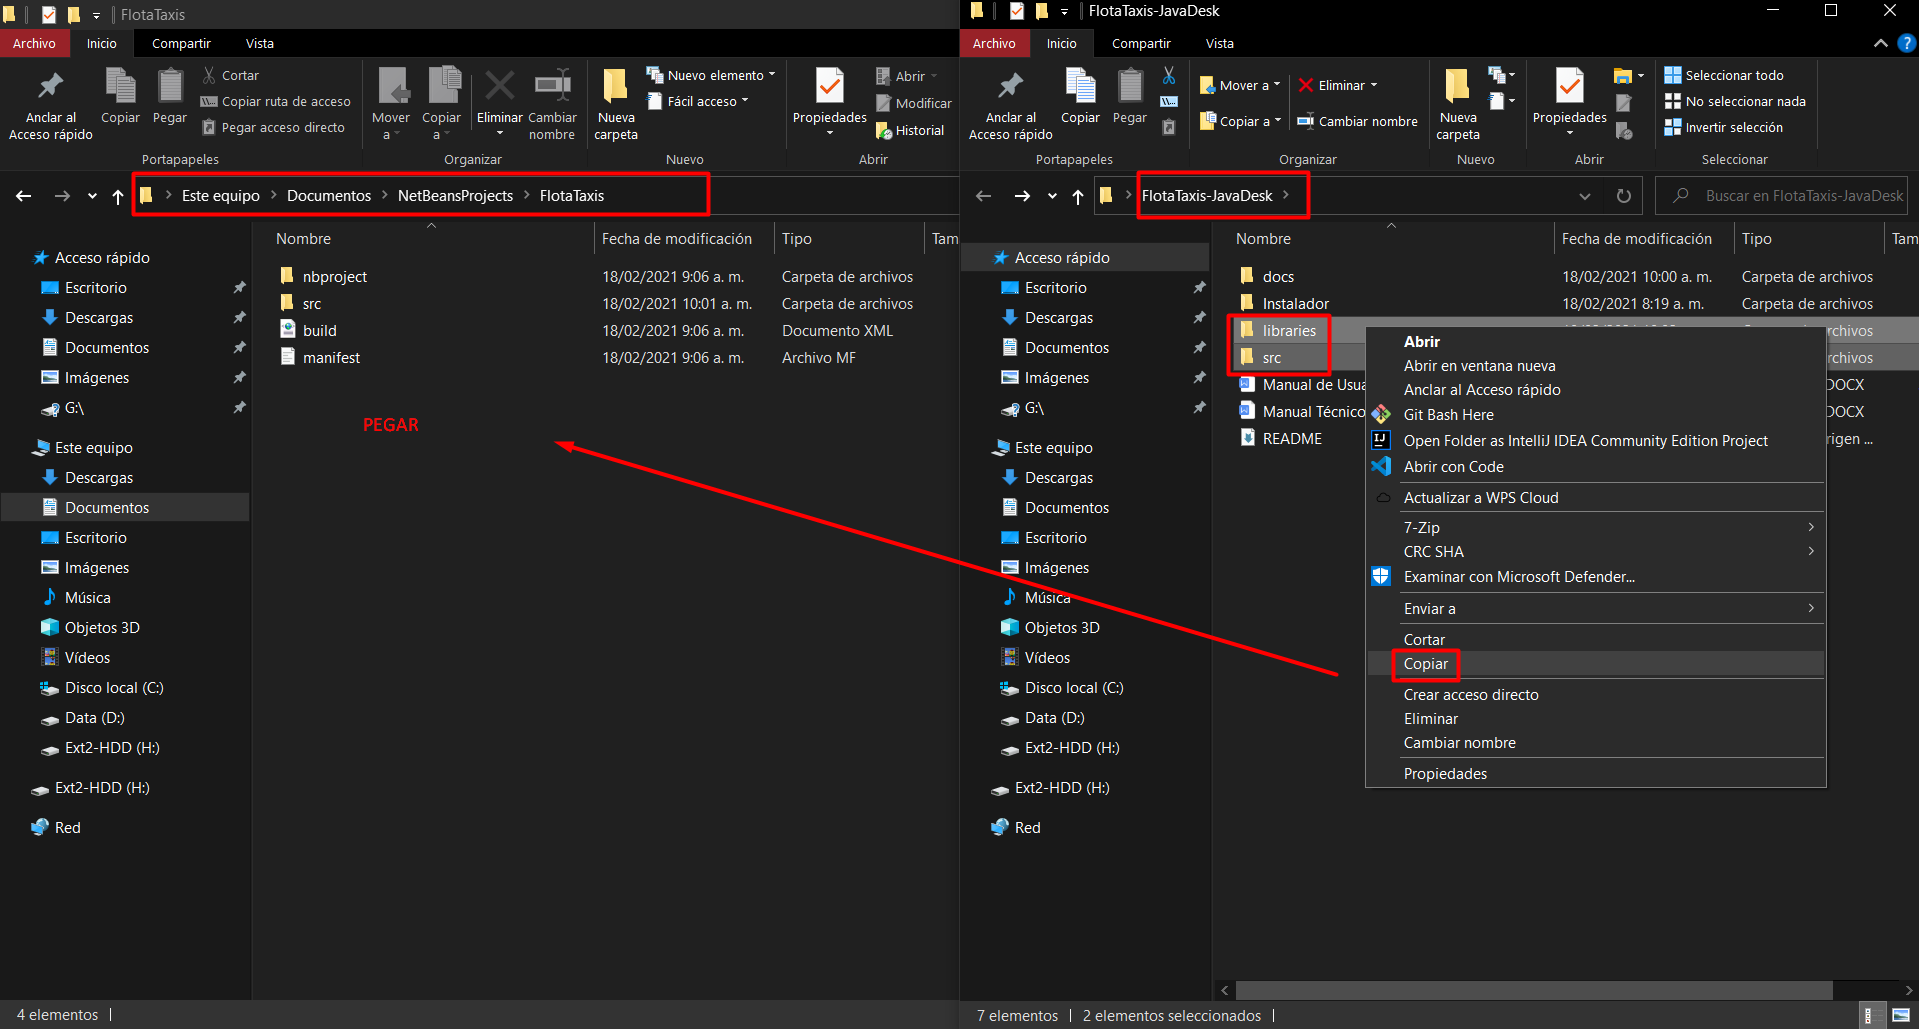 FlotaTaxis
Archivo
Inicio
Compartir
Vista
Anclar al
Acceso rápido
Copiar
Pegar
Cortar
Copiar ruta de acceso
Pegar acceso directo
Portapapeles
Mover
a
Copiar
a
Eliminar
Cambiar
nombre
Organizar
Nueva
carpeta
Nuevo elemento
Fácil acceso
Nuevo
Propiedades
Abrir
Modificar
Historial
Abrir
Este equipo
Documentos
NetBeansProjects
FlotaTaxis
Nombre
Fecha de modificación
Tipo
Tam
nbproject 18/02/2021 9:06 a. m. Carpeta de archivos
src 18/02/2021 10:01 a. m. Carpeta de archivos
build 18/02/2021 9:06 a. m. Documento XML
manifest 18/02/2021 9:06 a. m. Archivo MF
PEGAR
Acceso rápido
Escritorio
Descargas
Documentos
Imágenes
G:\
Este equipo
Descargas
Documentos
Escritorio
Imágenes
Música
Objetos 3D
Vídeos
Disco local (C:)
Data (D:)
Ext2-HDD (H:)
Ext2-HDD (H:)
Red
4 elementos
FlotaTaxis-JavaDesk
Archivo
Inicio
Compartir
Vista
Anclar al
Acceso rápido
Copiar
Pegar
Portapapeles
Mover a
Copiar a
Eliminar
Cambiar nombre
Organizar
Nueva
carpeta
Nuevo
Propiedades
Abrir
Seleccionar todo
No seleccionar nada
Invertir selección
Seleccionar
FlotaTaxis-JavaDesk
Buscar en FlotaTaxis-JavaDesk
Nombre
Fecha de modificación
Tipo
Tam
docs 18/02/2021 10:00 a. m. Carpeta de archivos
Instalador 18/02/2021 8:19 a. m. Carpeta de archivos
libraries
rchivos
src
rchivos
Manual de Usua
DOCX
Manual Técnico
DOCX
README
rigen ...
Acceso rápido
Escritorio
Descargas
Documentos
Imágenes
G:\
Este equipo
Descargas
Documentos
Escritorio
Imágenes
Música
Objetos 3D
Vídeos
Disco local (C:)
Data (D:)
Ext2-HDD (H:)
Ext2-HDD (H:)
Red
Abrir
Abrir en ventana nueva
Anclar al Acceso rápido
Git Bash Here
Open Folder as IntelliJ IDEA Community Edition Project
Abrir con Code
Actualizar a WPS Cloud
7-Zip
CRC SHA
Examinar con Microsoft Defender...
Enviar a
Cortar
Copiar
Crear acceso directo
Eliminar
Cambiar nombre
Propiedades
7 elementos
2 elementos seleccionados